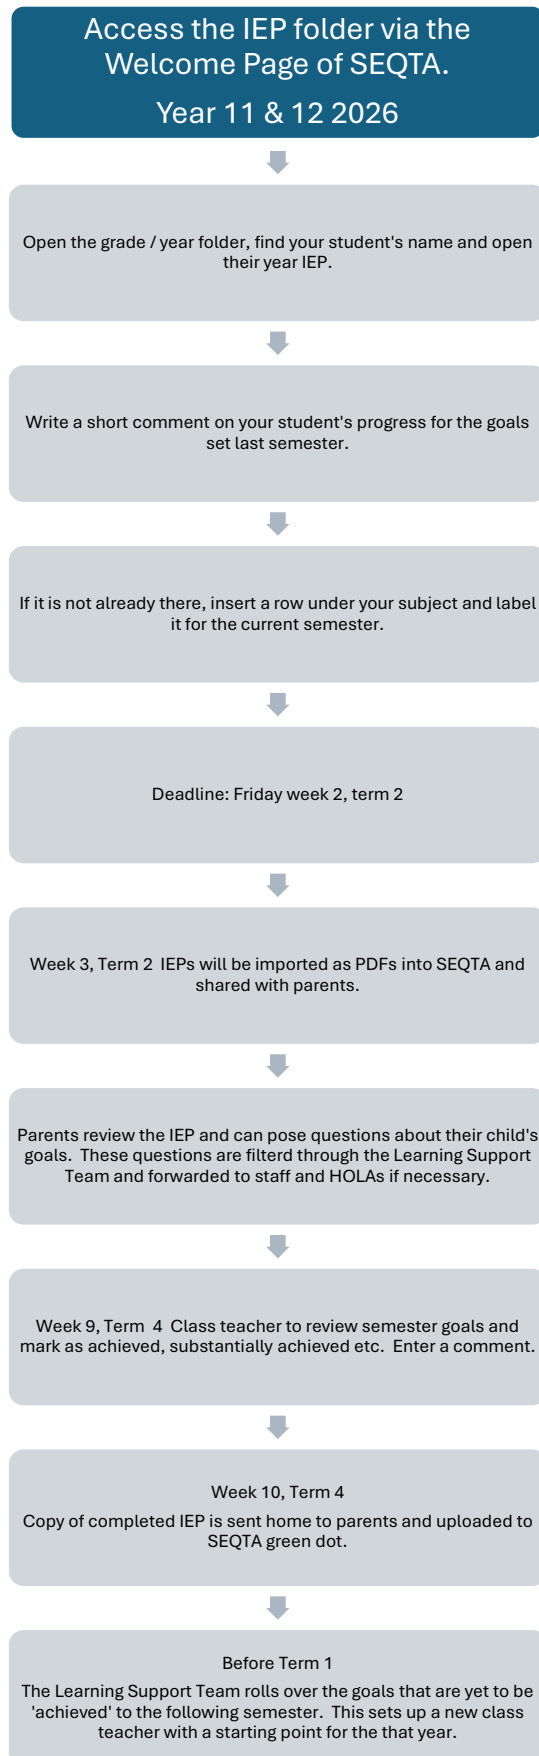 Access the IEP folder via the
Welcome Page of SEQTA.
Year 11 & 12 2026
Open the grade / year folder, find your student's name and open
their year IEP.
Write a short comment on your student's progress for the goals
set last semester.
If it is not already there, insert a row under your subject and label
it for the current semester.
Deadline: Friday week 2, term 2
Week 3, Term 2  IEPs will be imported as PDFs into SEQTA and
shared with parents.
Parents review the IEP and can pose questions about their child's
goals.  These questions are filterd through the Learning Support
Team and forwarded to staff and HOLAs if necessary.
Week 9, Term  4  Class teacher to review semester goals and
mark as achieved, substantially achieved etc.  Enter a comment.
Week 10, Term 4
Copy of completed IEP is sent home to parents and uploaded to
SEQTA green dot.
Before Term 1
The Learning Support Team rolls over the goals that are yet to be
'achieved' to the following semester.  This sets up a new class
teacher with a starting point for the that year.